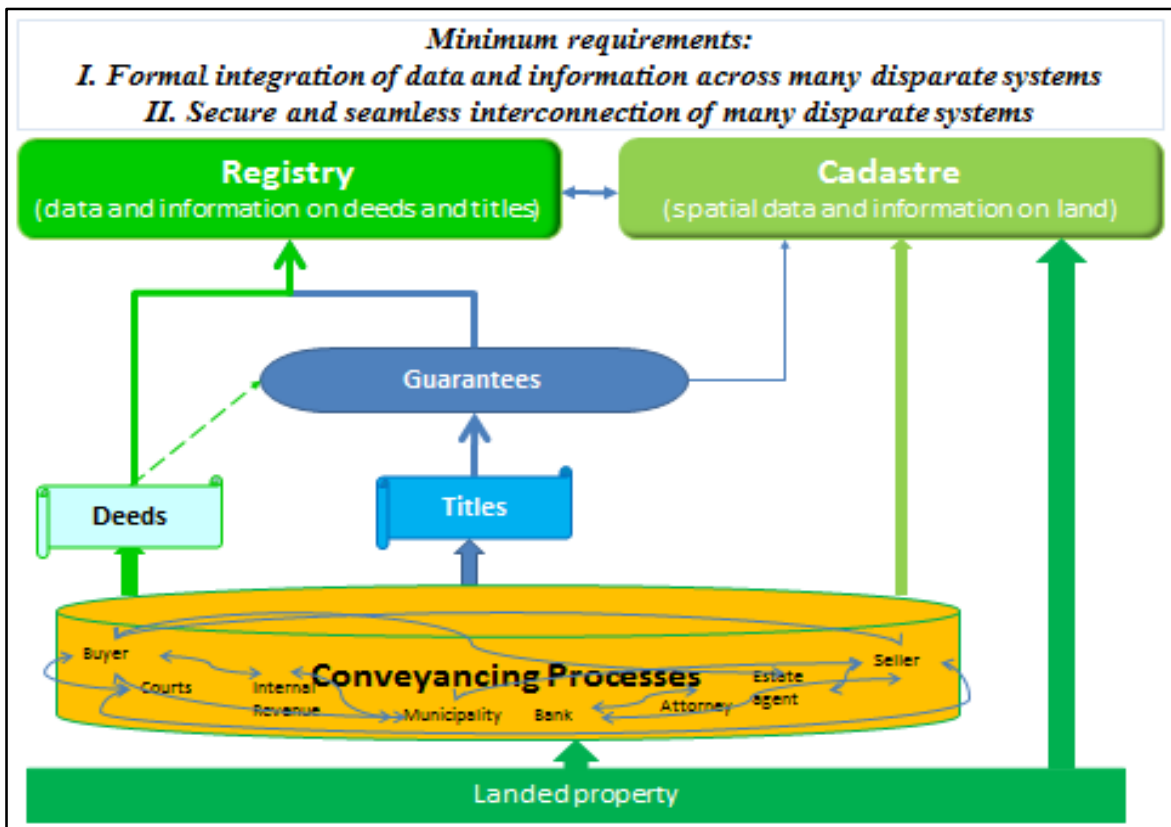 Minimum requirements:
I. Formal integration of data and information across many disparate systems
II. Secure and seamless interconnection of many disparate systems
Registry
(data and information on deeds and titles)
Cadastre
(spatial data and information on land)
Guarantees
Deeds
Titles
Conveyancing Processes
Buyer
Courts
Internal
Revenue
Municipality
Bank
Attorney
Estate
agent
Seller
Landed property